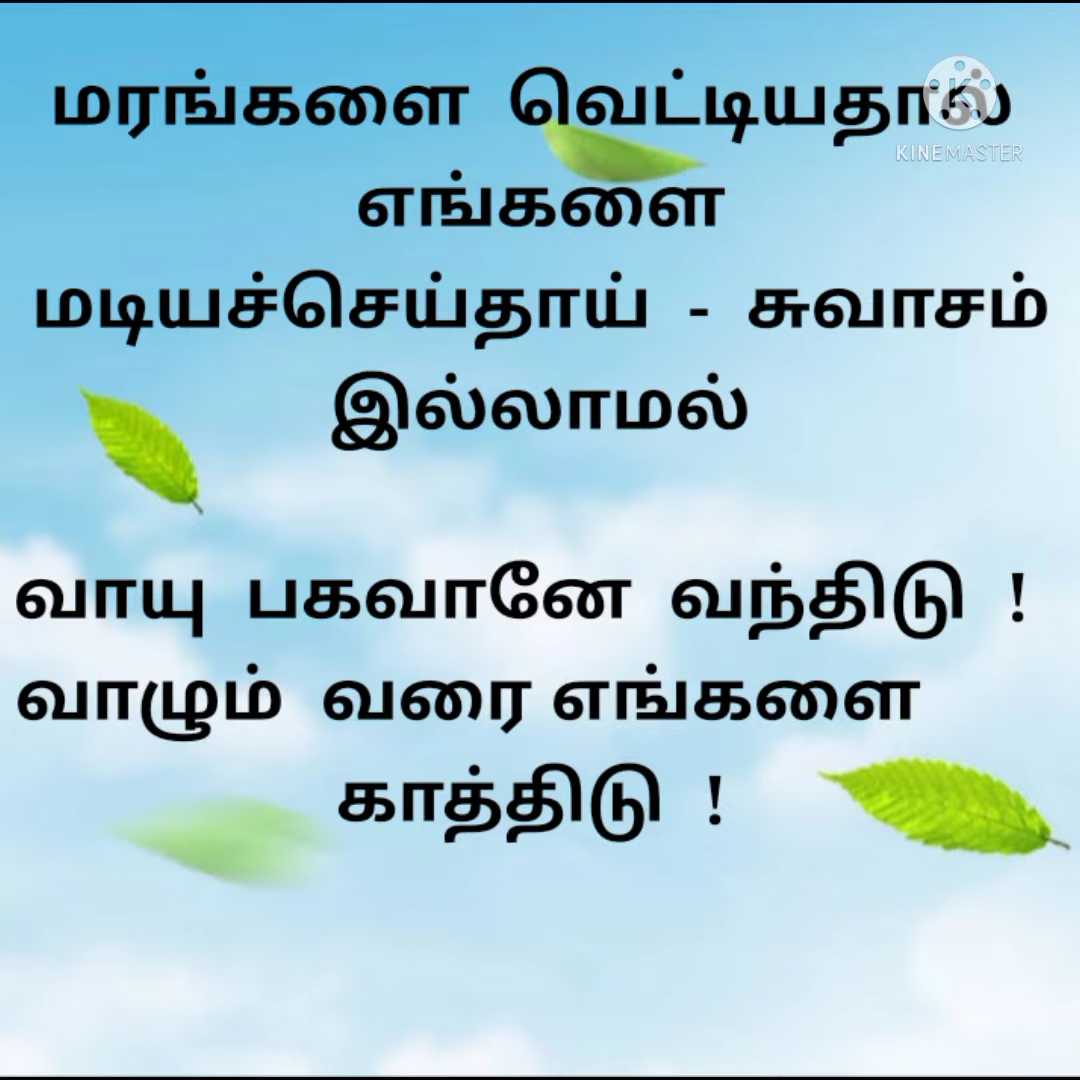 மரங்களை வெட்டியதால்
KINEMASTER
எங்களை
மடியச்செய்தாய் - சுவாசம்
இல்லாமல்
வாயு பகவானே வந்திடு !
வாழும் வரை எங்களை
காத்திடு !